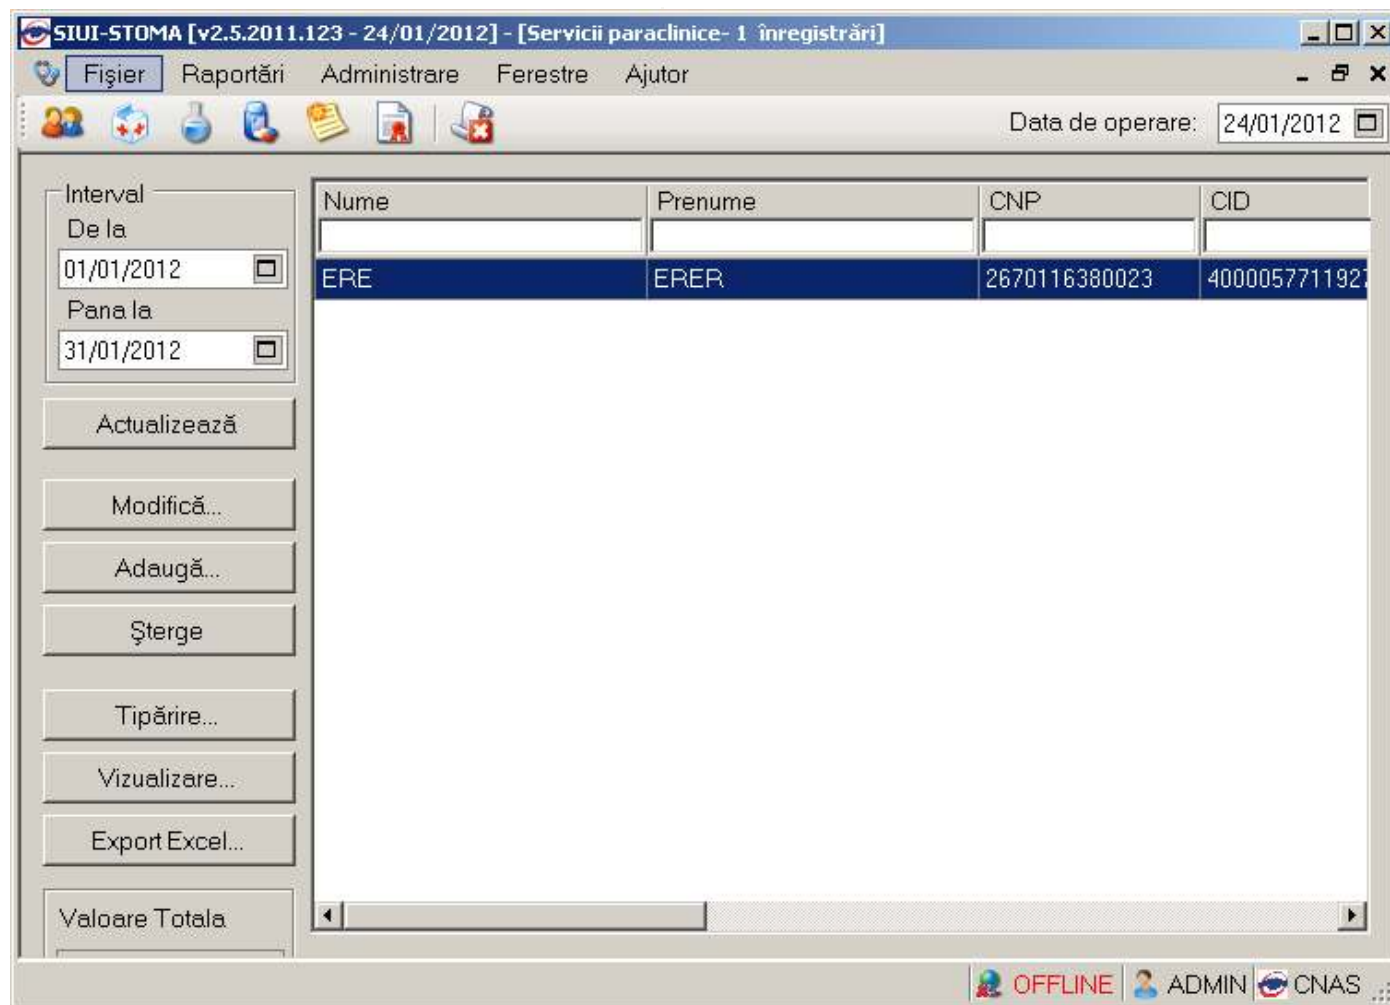 SIUI-STOMA [v2.5.2011.123 - 24/01/2012] - [Servicii paraclinice- 1 înregistrări]
Fişier Raportări Administrare Ferestre Ajutor
Data de operare: 24/01/2012
Interval
De la
01/01/2012
Pana la
31/01/2012
Actualizează
Modifică...
Adaugă...
Şterge
Tipărire...
Vizualizare...
Export Excel...
Valoare Totala
Nume Prenume CNP CID
ERE ERER 2670116380023 400005771192
OFFLINE ADMIN CNAS